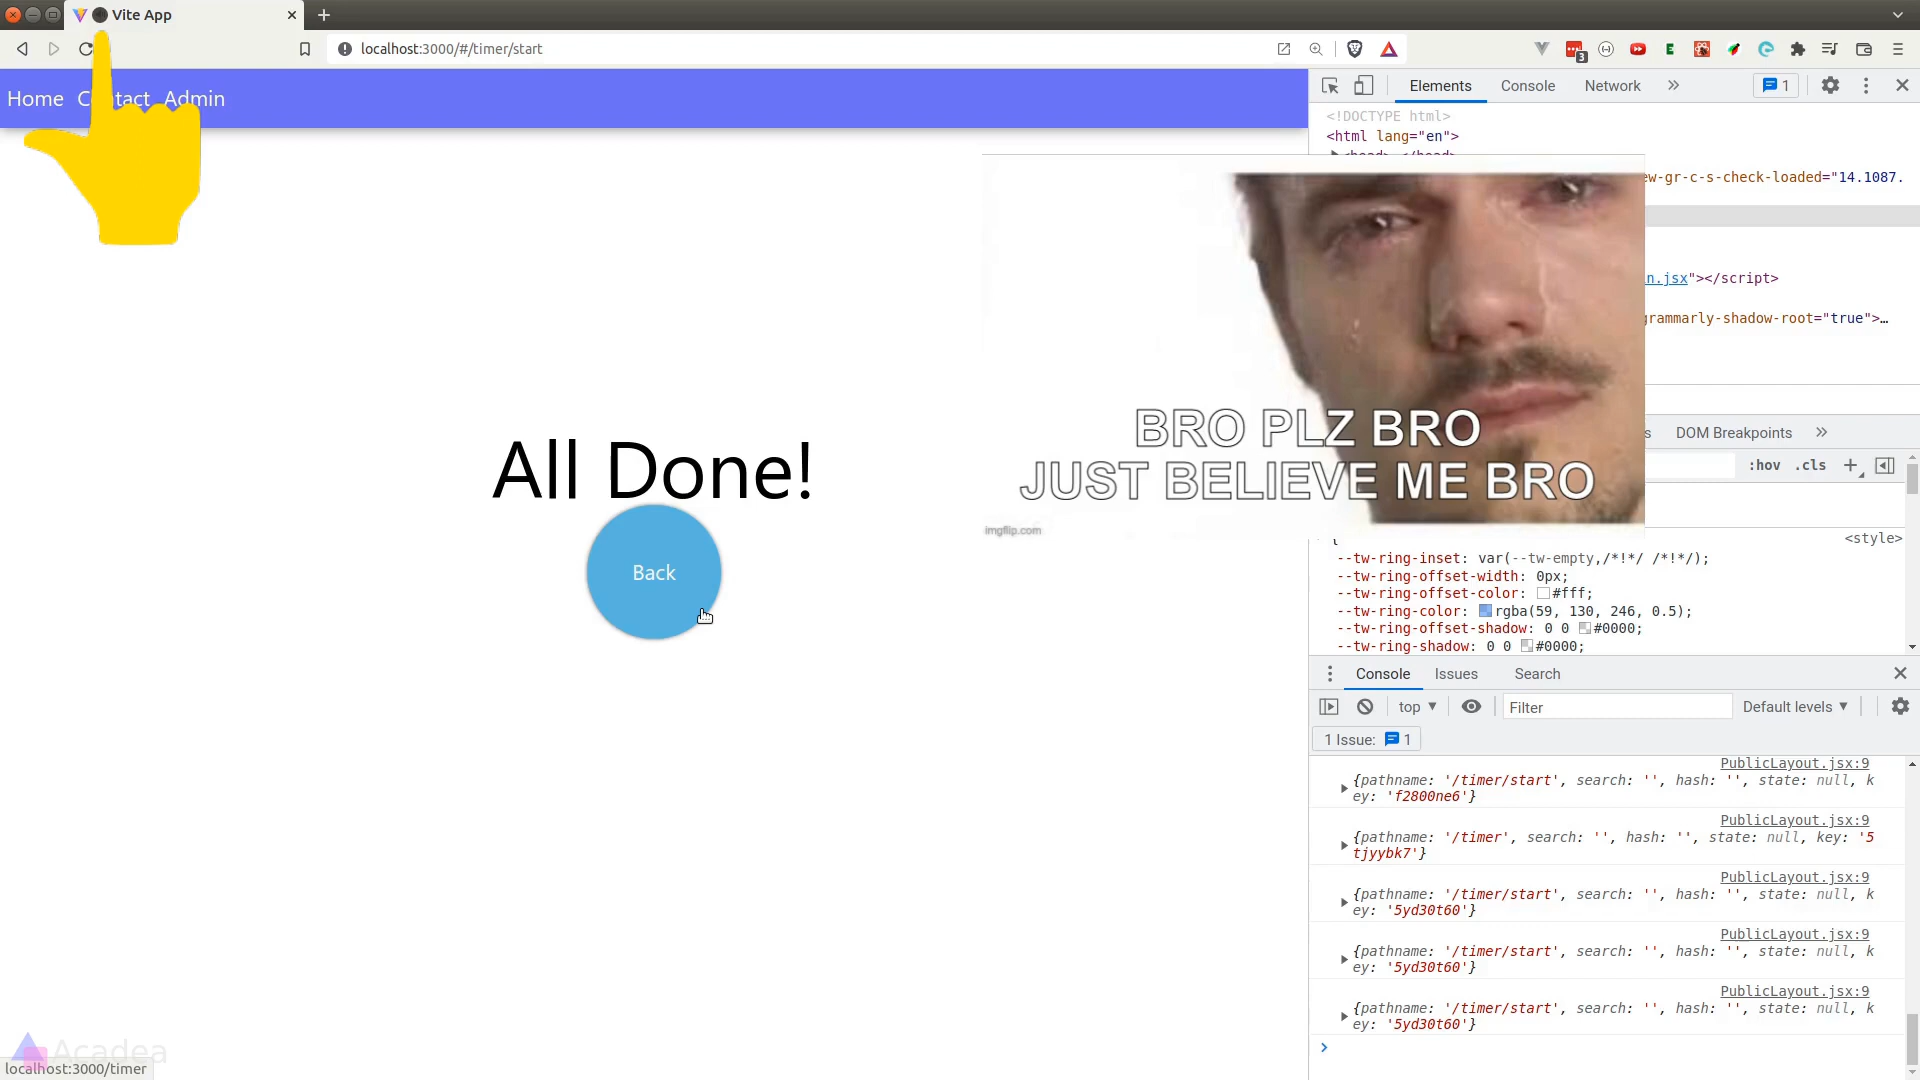 Vite App
localhost:3000/#/timer/start
3
Home Contact Admin
Elements
Console
Network
1
<!DOCTYPE html>
<html lang="en">
ew-gr-c-s-check-loaded="14.1087.
n.jsx"></script>
grammarly-shadow-root="true">…
s
DOM Breakpoints
:hov .cls
BRO PLZ BRO
JUST BELIEVE ME BRO
imgflip.com
All Done!
Back
{
<style>
--tw-ring-inset: var(--tw-empty,/*!*/ /*!*/);
--tw-ring-offset-width: 0px;
--tw-ring-offset-color: #fff;
--tw-ring-color: rgba(59, 130, 246, 0.5);
--tw-ring-offset-shadow: 0 0 #0000;
--tw-ring-shadow: 0 0 #0000;
Console
Issues
Search
top
Filter
Default levels
1 Issue: 1
PublicLayout.jsx:9
{pathname: '/timer/start', search: '', hash: '', state: null, k
ey: 'f2800ne6'}
PublicLayout.jsx:9
{pathname: '/timer', search: '', hash: '', state: null, key: '5
tjyybk7'}
PublicLayout.jsx:9
{pathname: '/timer/start', search: '', hash: '', state: null, k
ey: '5yd30t60'}
PublicLayout.jsx:9
{pathname: '/timer/start', search: '', hash: '', state: null, k
ey: '5yd30t60'}
PublicLayout.jsx:9
{pathname: '/timer/start', search: '', hash: '', state: null, k
ey: '5yd30t60'}
Acadea
localhost:3000/timer